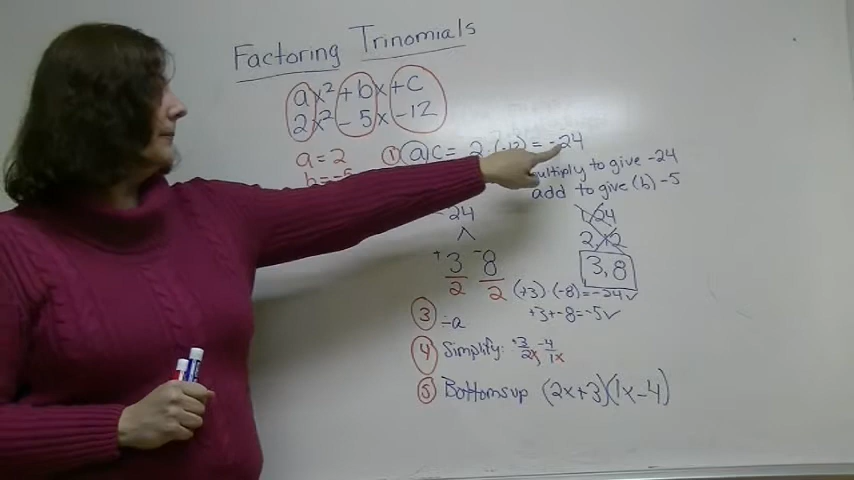 Factoring Trinomials
ax² + bx + C
2x² - 5x - 12
a = 2
b = -5
① a·c = 2·(-12) = -24
multiply to give -24
add to give (b) -5
-24
1,24
2,12
3,8
+3 -8
2 2
(+3)(-8) = -24 ✓
+3 + -8 = -5 ✓
③ ÷a
④ Simplify: +3/2x, -4/1x
⑤ Bottoms up (2x+3)(1x-4)